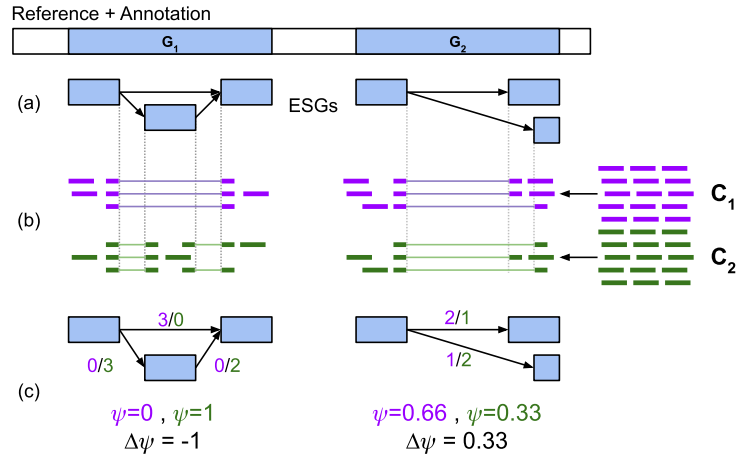 Reference + Annotation
G₁ G₂
(a) ESGs
C₁
(b)
C₂
3/0 2/1
0/3 0/2 1/2
(c)
ψ=0 , ψ=1 ψ=0.66 , ψ=0.33
Δψ = -1 Δψ = 0.33